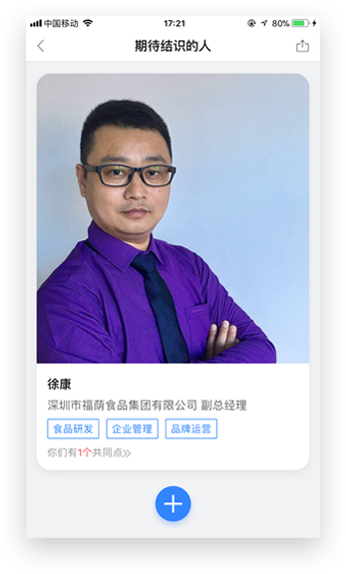 中国移动 17:21 80%
期待结识的人
徐康
深圳市福荫食品集团有限公司 副总经理
食品研发 企业管理 品牌运营
你们有1个共同点>>